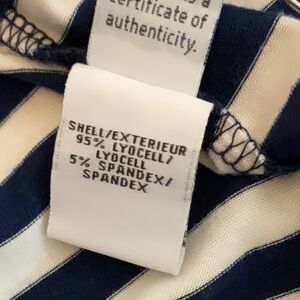 certificate of
authenticity.
SHELL/EXTERIEUR
95% LYOCELL/
LYOCELL
5% SPANDEX/
SPANDEX